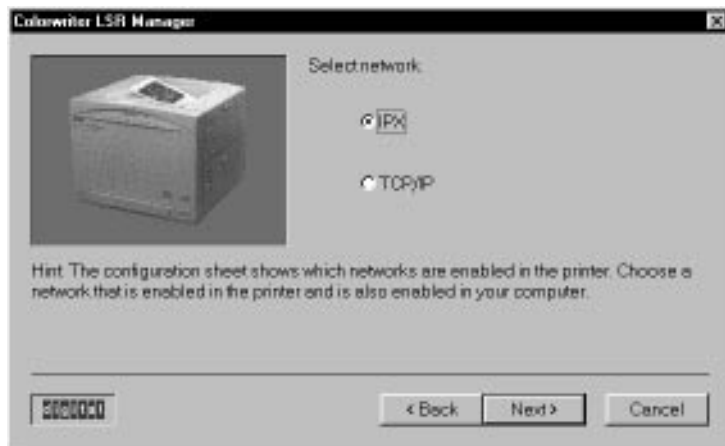 Colorwriter LSR Manager
Select network:
IPX
TCP/IP
Hint: The configuration sheet shows which networks are enabled in the printer. Choose a
network that is enabled in the printer and is also enabled in your computer.
< Back
Next >
Cancel